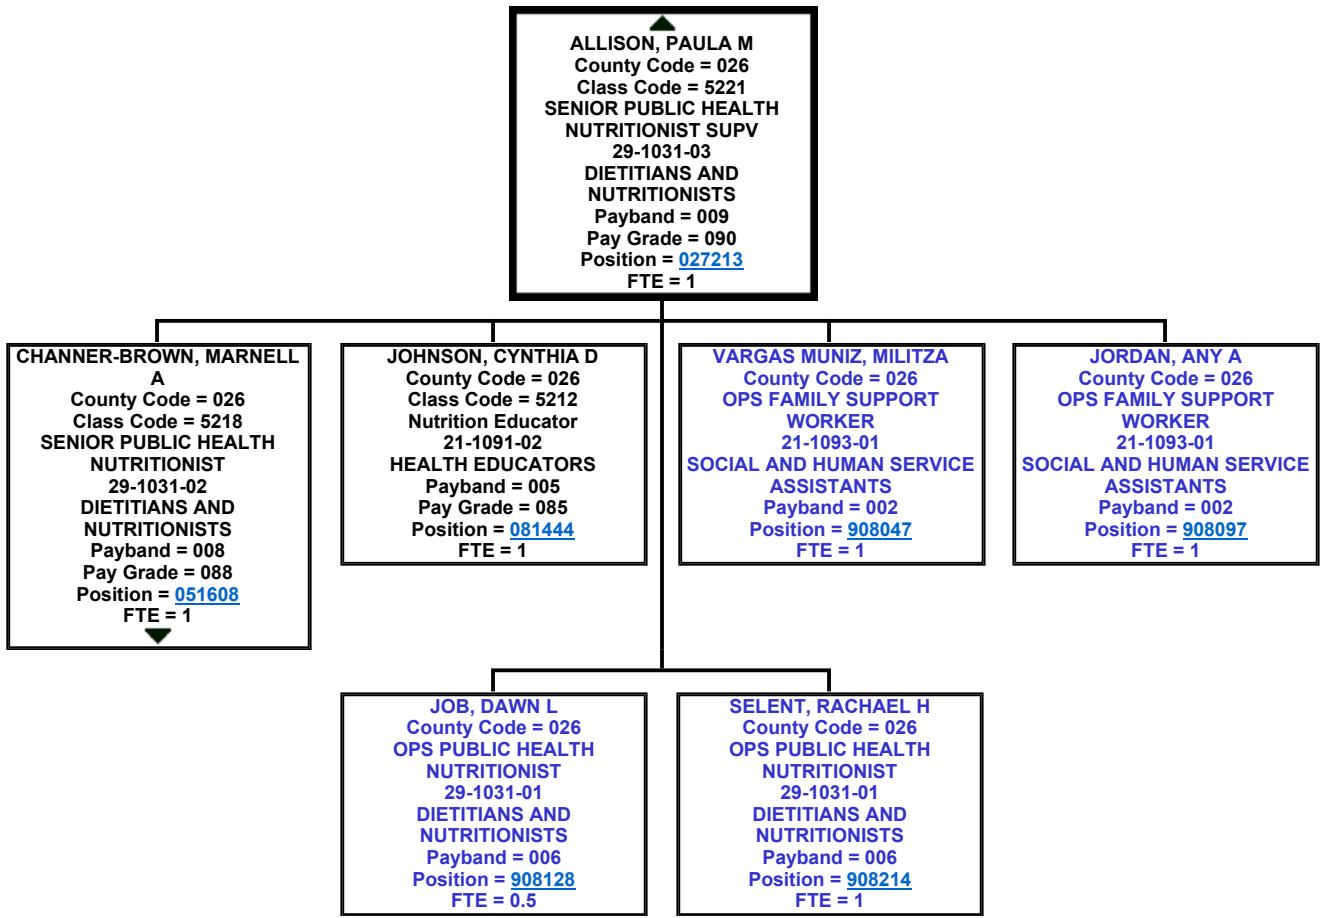 ALLISON, PAULA M
County Code = 026
Class Code = 5221
SENIOR PUBLIC HEALTH
NUTRITIONIST SUPV
29-1031-03
DIETITIANS AND
NUTRITIONISTS
Payband = 009
Pay Grade = 090
Position = 027213
FTE = 1
CHANNER-BROWN, MARNELL
A
County Code = 026
Class Code = 5218
SENIOR PUBLIC HEALTH
NUTRITIONIST
29-1031-02
DIETITIANS AND
NUTRITIONISTS
Payband = 008
Pay Grade = 088
Position = 051608
FTE = 1
JOHNSON, CYNTHIA D
County Code = 026
Class Code = 5212
Nutrition Educator
21-1091-02
HEALTH EDUCATORS
Payband = 005
Pay Grade = 085
Position = 081444
FTE = 1
VARGAS MUNIZ, MILITZA
County Code = 026
OPS FAMILY SUPPORT
WORKER
21-1093-01
SOCIAL AND HUMAN SERVICE
ASSISTANTS
Payband = 002
Position = 908047
FTE = 1
JORDAN, ANY A
County Code = 026
OPS FAMILY SUPPORT
WORKER
21-1093-01
SOCIAL AND HUMAN SERVICE
ASSISTANTS
Payband = 002
Position = 908097
FTE = 1
JOB, DAWN L
County Code = 026
OPS PUBLIC HEALTH
NUTRITIONIST
29-1031-01
DIETITIANS AND
NUTRITIONISTS
Payband = 006
Position = 908128
FTE = 0.5
SELENT, RACHAEL H
County Code = 026
OPS PUBLIC HEALTH
NUTRITIONIST
29-1031-01
DIETITIANS AND
NUTRITIONISTS
Payband = 006
Position = 908214
FTE = 1